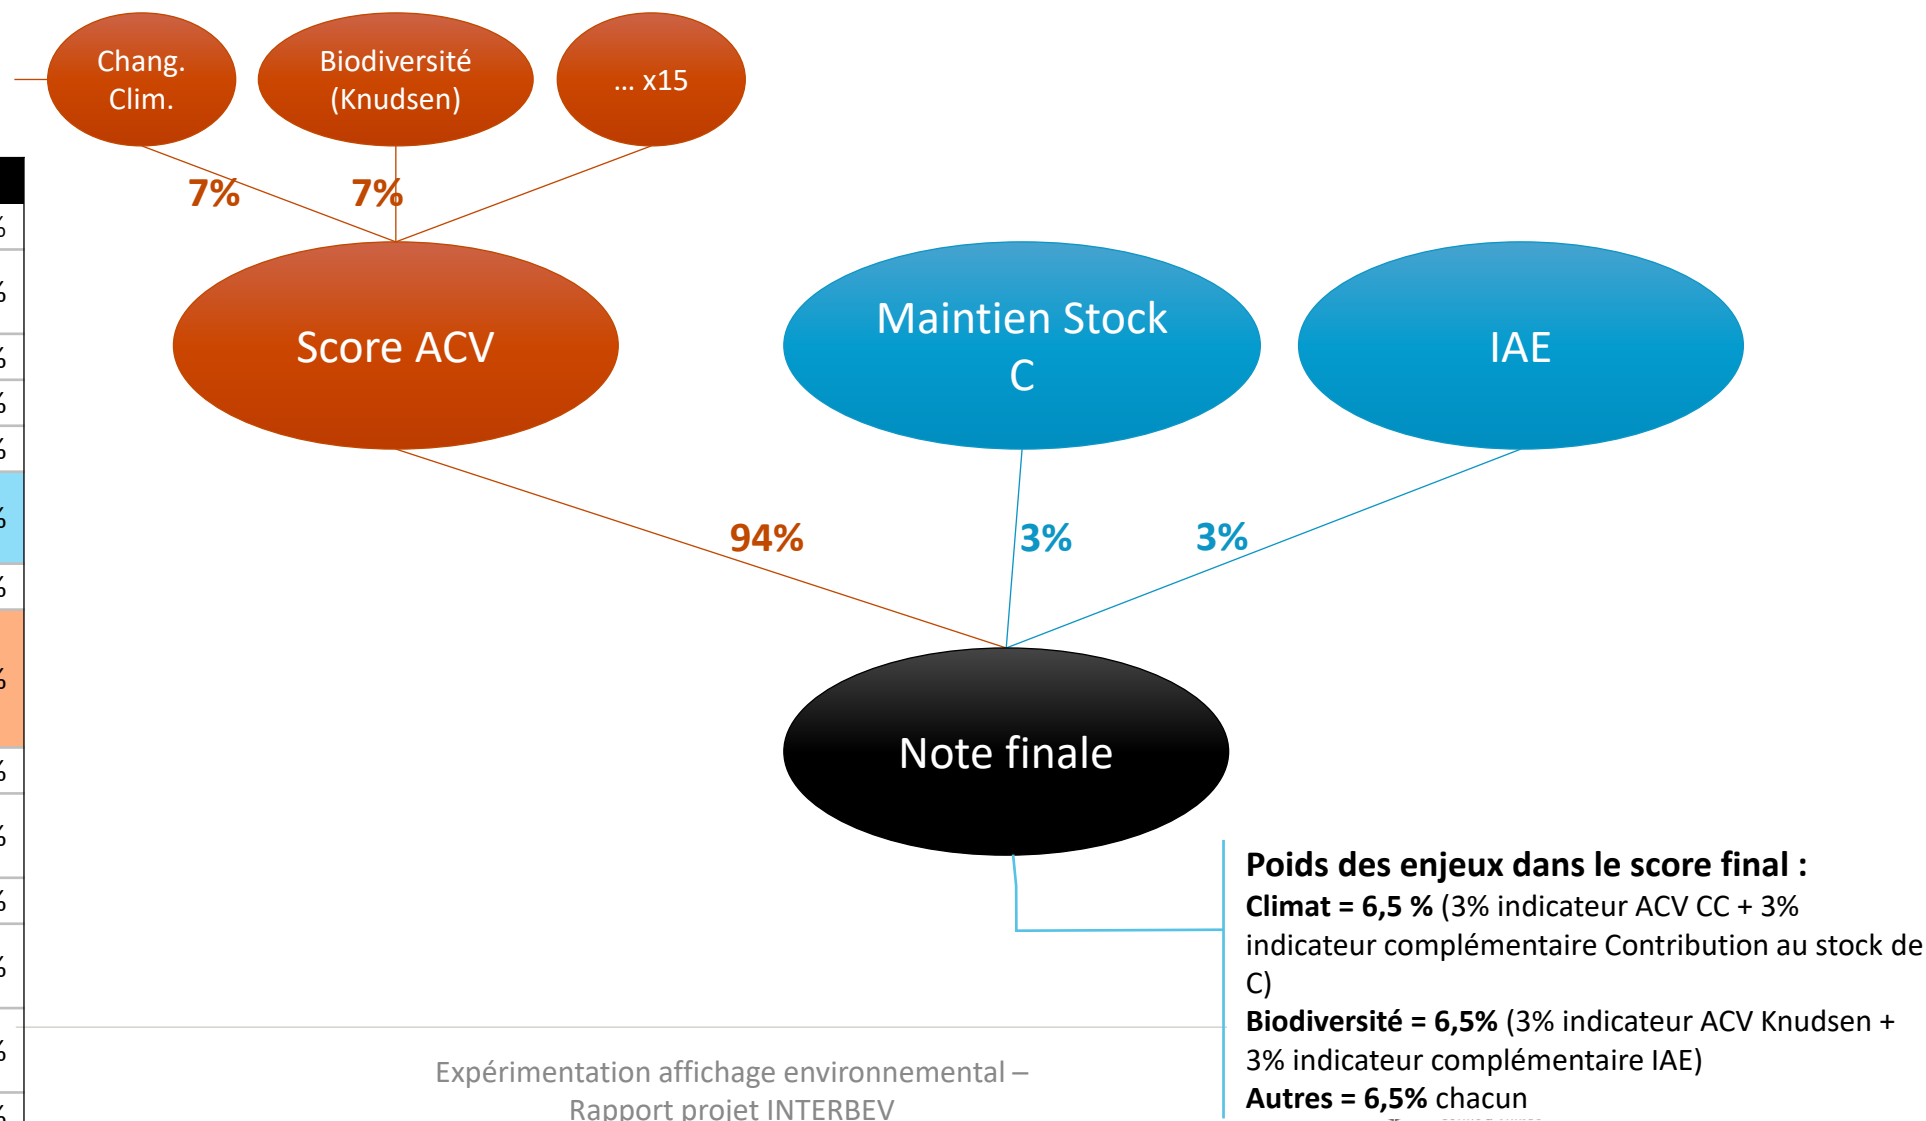 Chang.
Clim.
Biodiversité
(Knudsen)
... x15
7%
7%
Score ACV
Maintien Stock
C
IAE
94%
3%
3%
Note finale
Poids des enjeux dans le score final :
Climat = 6,5 % (3% indicateur ACV CC + 3%
indicateur complémentaire Contribution au stock de
C)
Biodiversité = 6,5% (3% indicateur ACV Knudsen +
3% indicateur complémentaire IAE)
Autres = 6,5% chacun
Expérimentation affichage environnemental –
Rapport projet INTERBEV